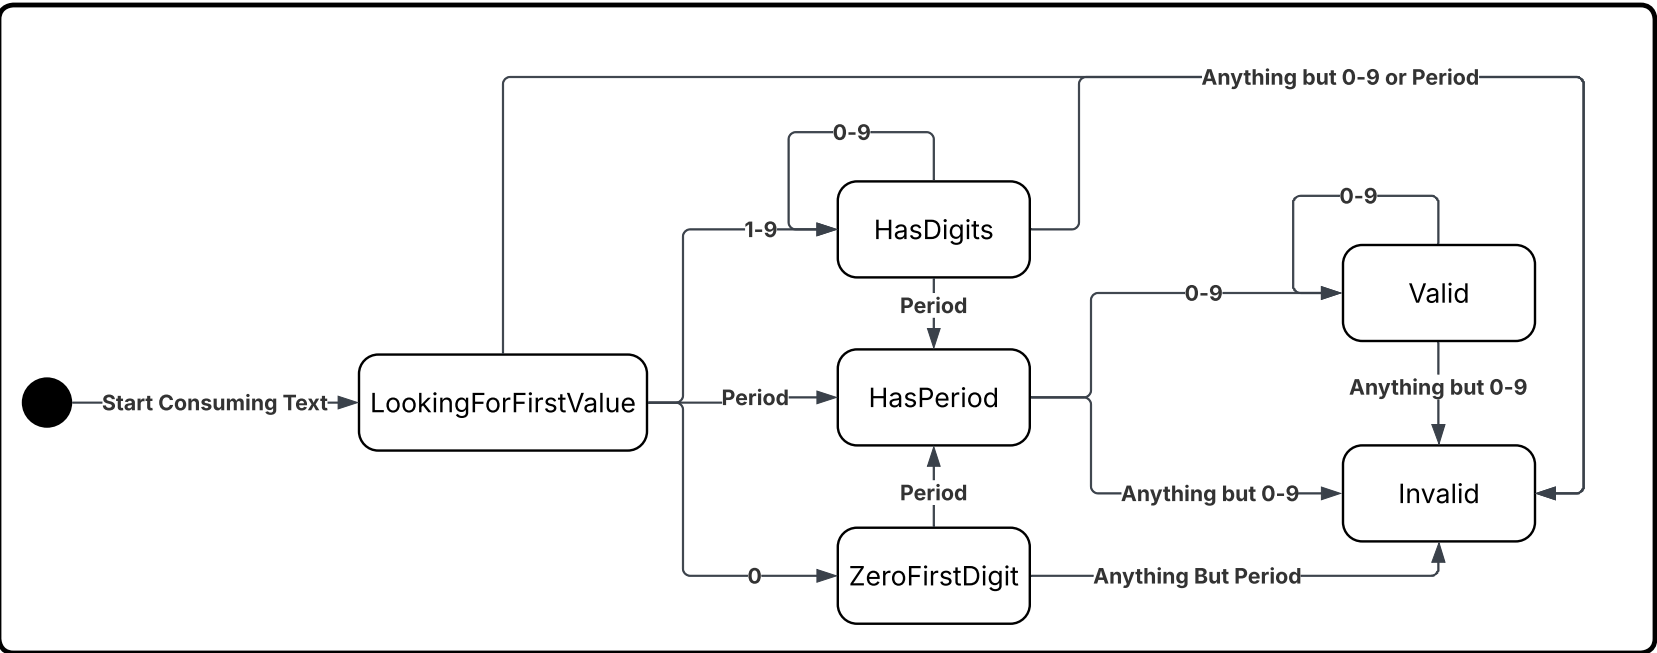 Anything but 0-9 or Period
0-9
0-9
1-9
HasDigits
0-9
Valid
Period
Anything but 0-9
Start Consuming Text
LookingForFirstValue
Period
HasPeriod
Period
Anything but 0-9
Invalid
0
ZeroFirstDigit
Anything But Period